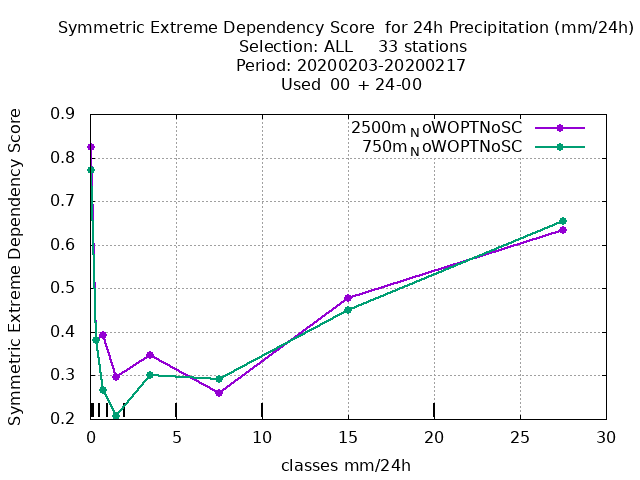 Symmetric Extreme Dependency Score  for 24h Precipitation (mm/24h)
Selection: ALL     33 stations
Period: 20200203-20200217
Used  00 + 24-00
Symmetric Extreme Dependency Score
0.9
0.8
0.7
0.6
0.5
0.4
0.3
0.2
2500m_NoWOPTNoSC
750m_NoWOPTNoSC
0 5 10 15 20 25 30
classes mm/24h